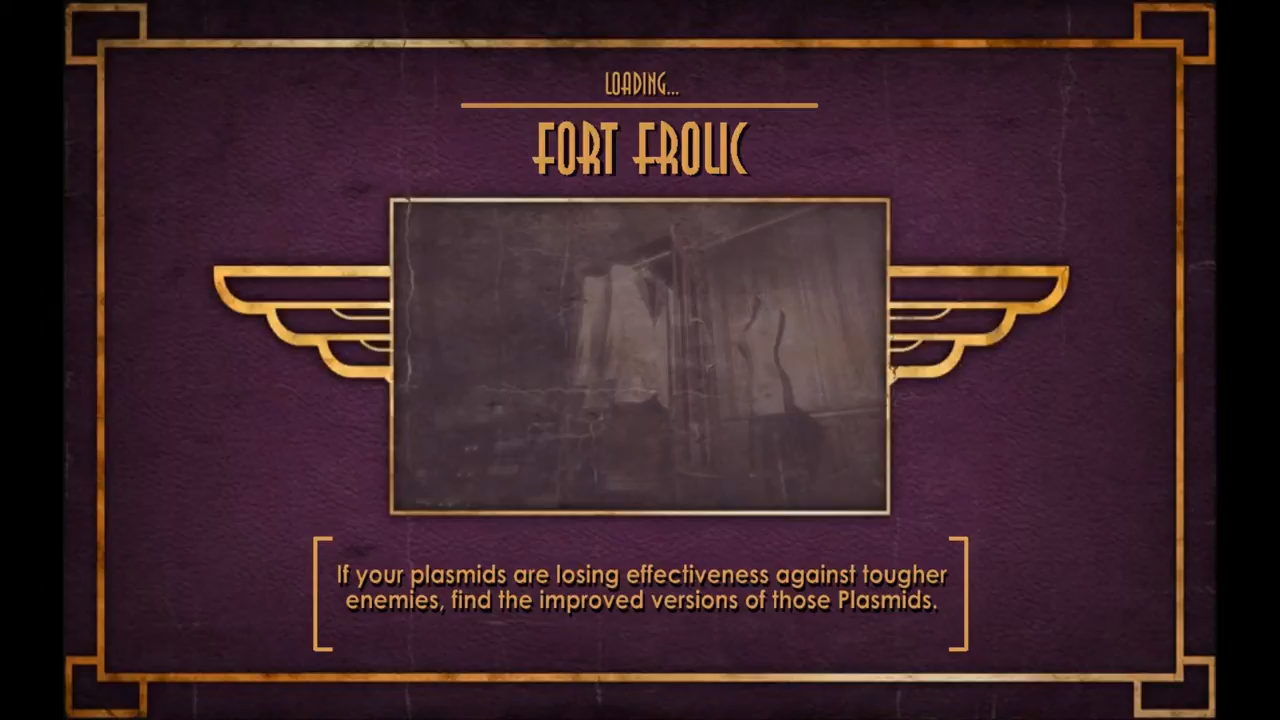 LOADING...
FORT FROLIC
If your plasmids are losing effectiveness against tougher
enemies, find the improved versions of those Plasmids.